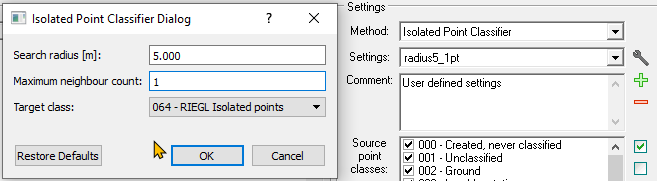 Isolated Point Classifier Dialog
Search radius [m]: 5.000
Maximum neighbour count: 1
Target class: 064 - RIEGL Isolated points
Restore Defaults OK Cancel
Settings
Method: Isolated Point Classifier
Settings: radius5_1pt
Comment: User defined settings
Source point classes:
000 - Created, never classified
001 - Unclassified
002 - Ground